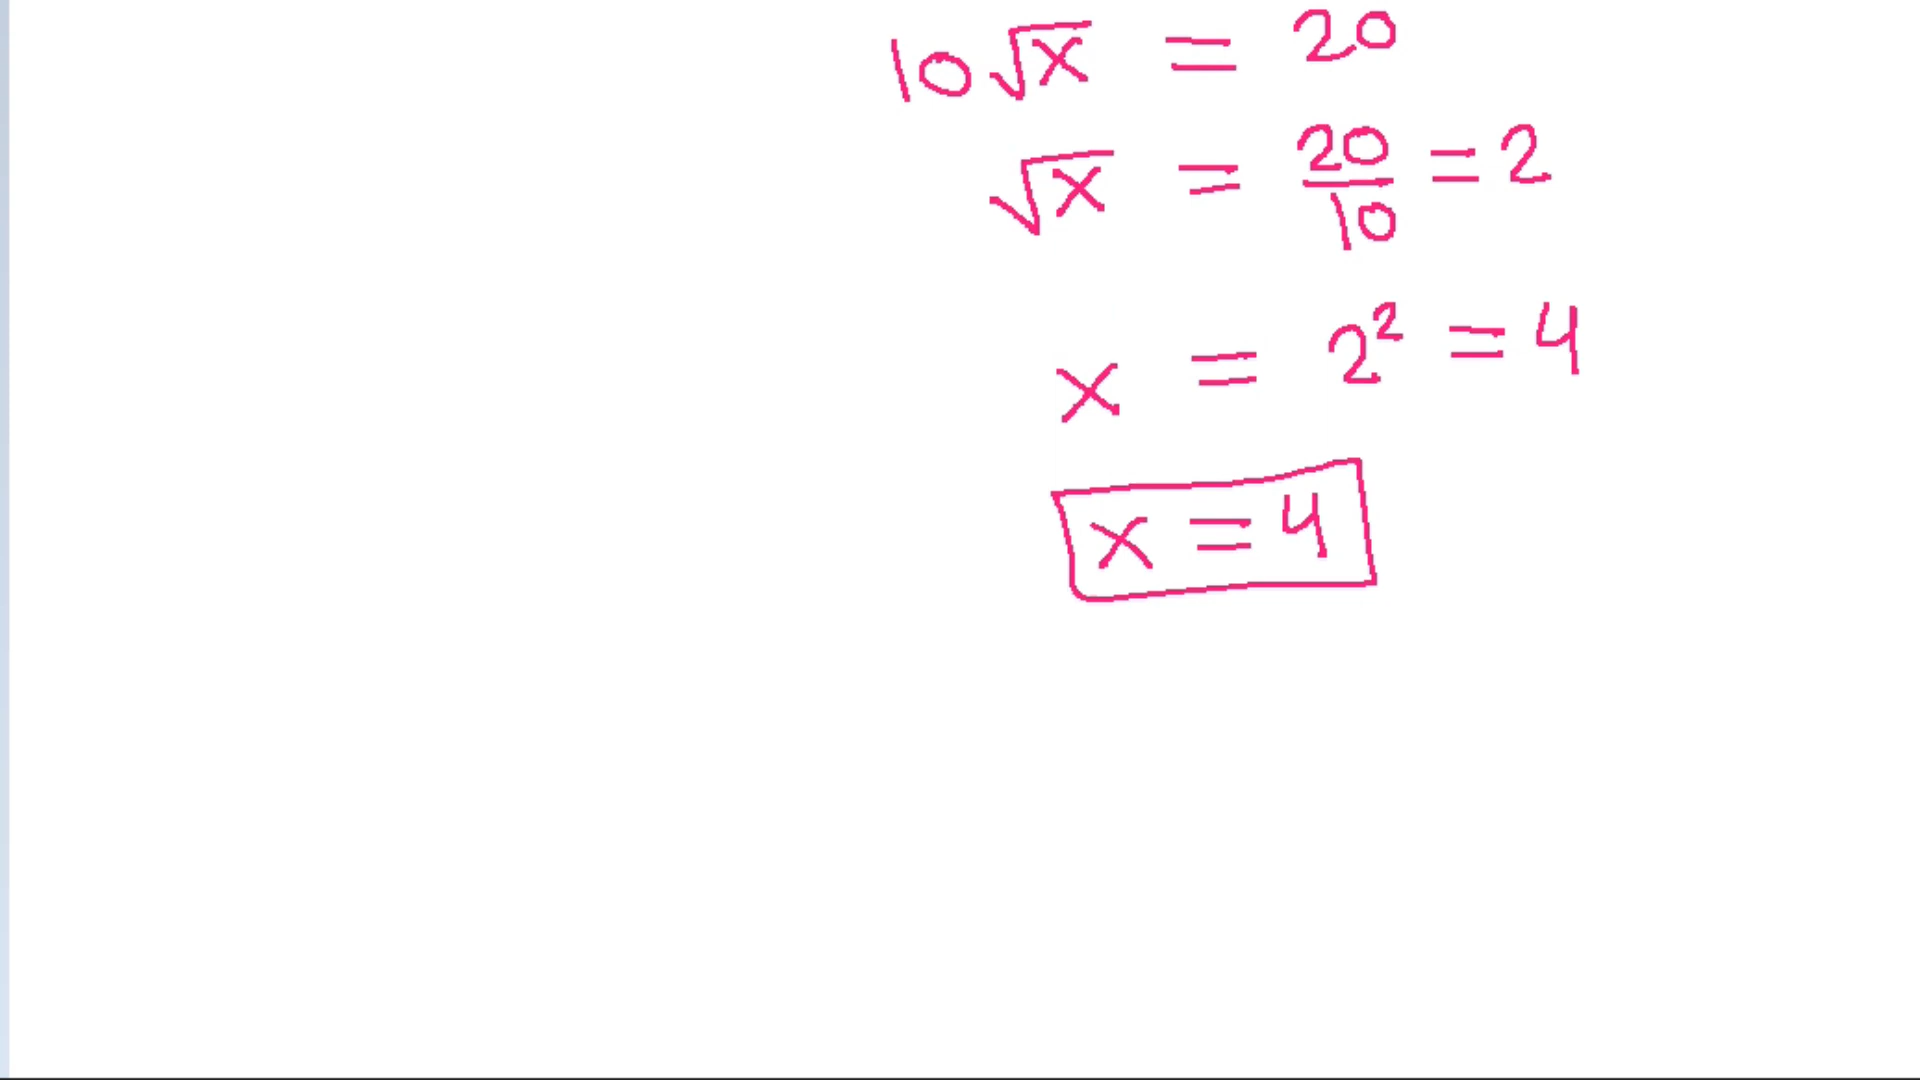 10√x = 20
√x = 20/10 = 2
x = 2² = 4
x = 4